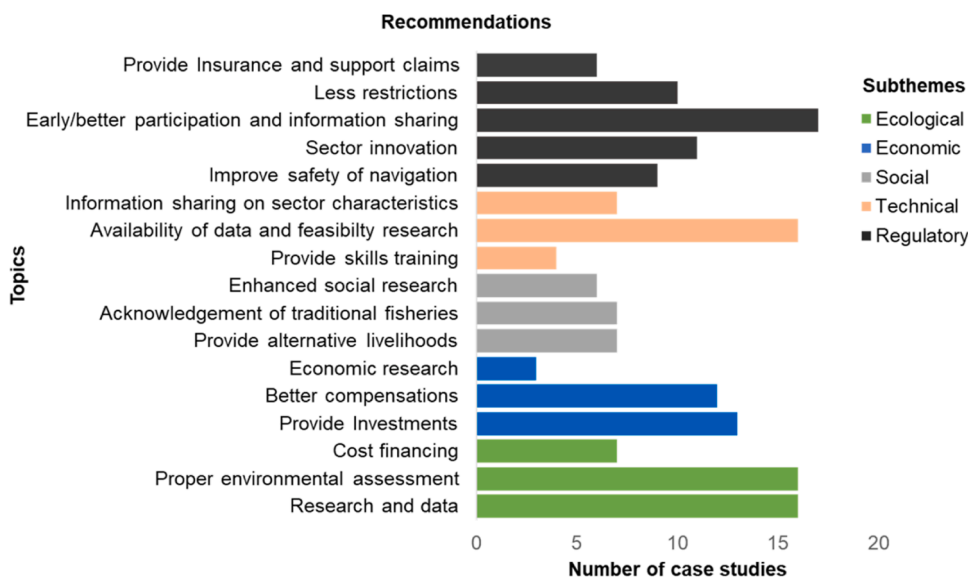 Recommendations
Provide Insurance and support claims
Less restrictions
Early/better participation and information sharing
Sector innovation
Improve safety of navigation
Information sharing on sector characteristics
Availability of data and feasibilty research
Provide skills training
Enhanced social research
Acknowledgement of traditional fisheries
Provide alternative livelihoods
Economic research
Better compensations
Provide Investments
Cost financing
Proper environmental assessment
Research and data
Topics
0 5 10 15 20
Number of case studies
Subthemes
Ecological
Economic
Social
Technical
Regulatory